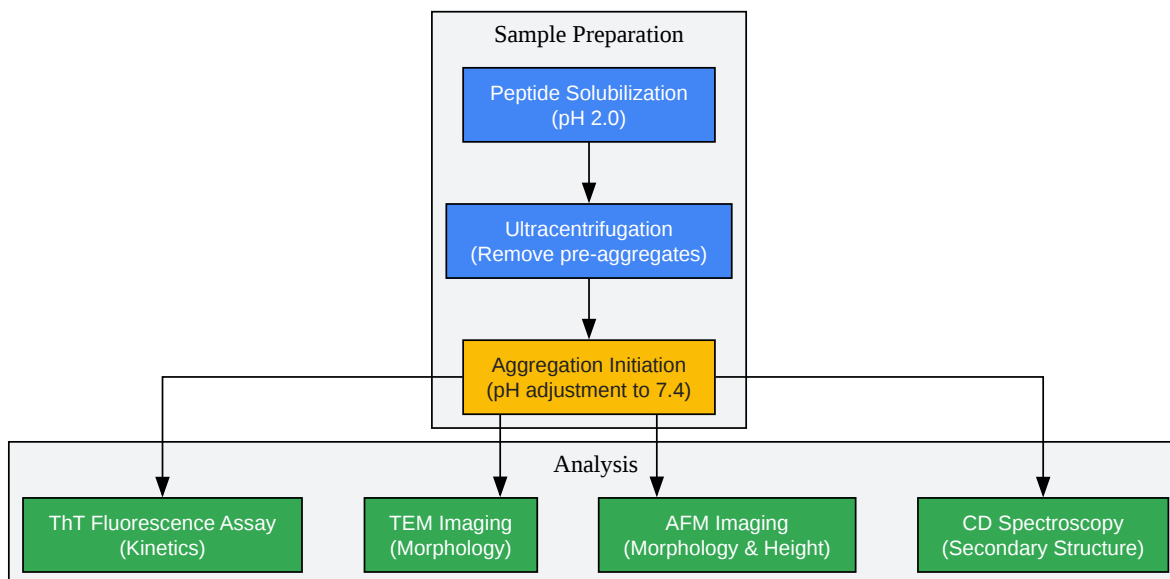 Sample Preparation
Peptide Solubilization
(pH 2.0)
Ultracentrifugation
(Remove pre-aggregates)
Aggregation Initiation
(pH adjustment to 7.4)
Analysis
ThT Fluorescence Assay
(Kinetics)
TEM Imaging
(Morphology)
AFM Imaging
(Morphology & Height)
CD Spectroscopy
(Secondary Structure)